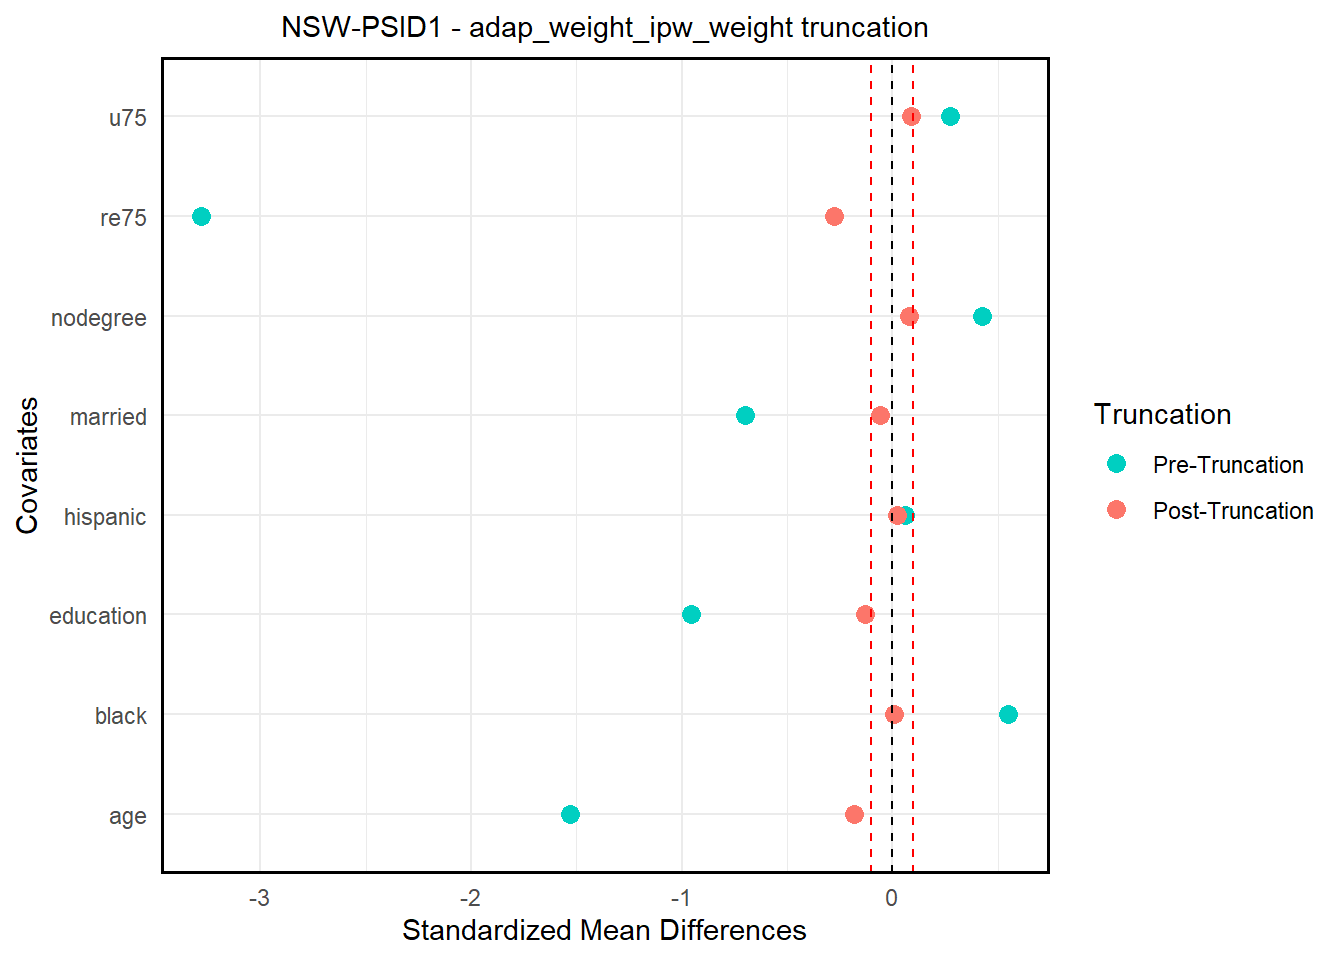 NSW-PSID1 - adap_weight_ipw_weight truncation
u75
re75
nodegree
married
hispanic
education
black
age
Covariates
-3
-2
-1
0
Standardized Mean Differences
Truncation
Pre-Truncation
Post-Truncation